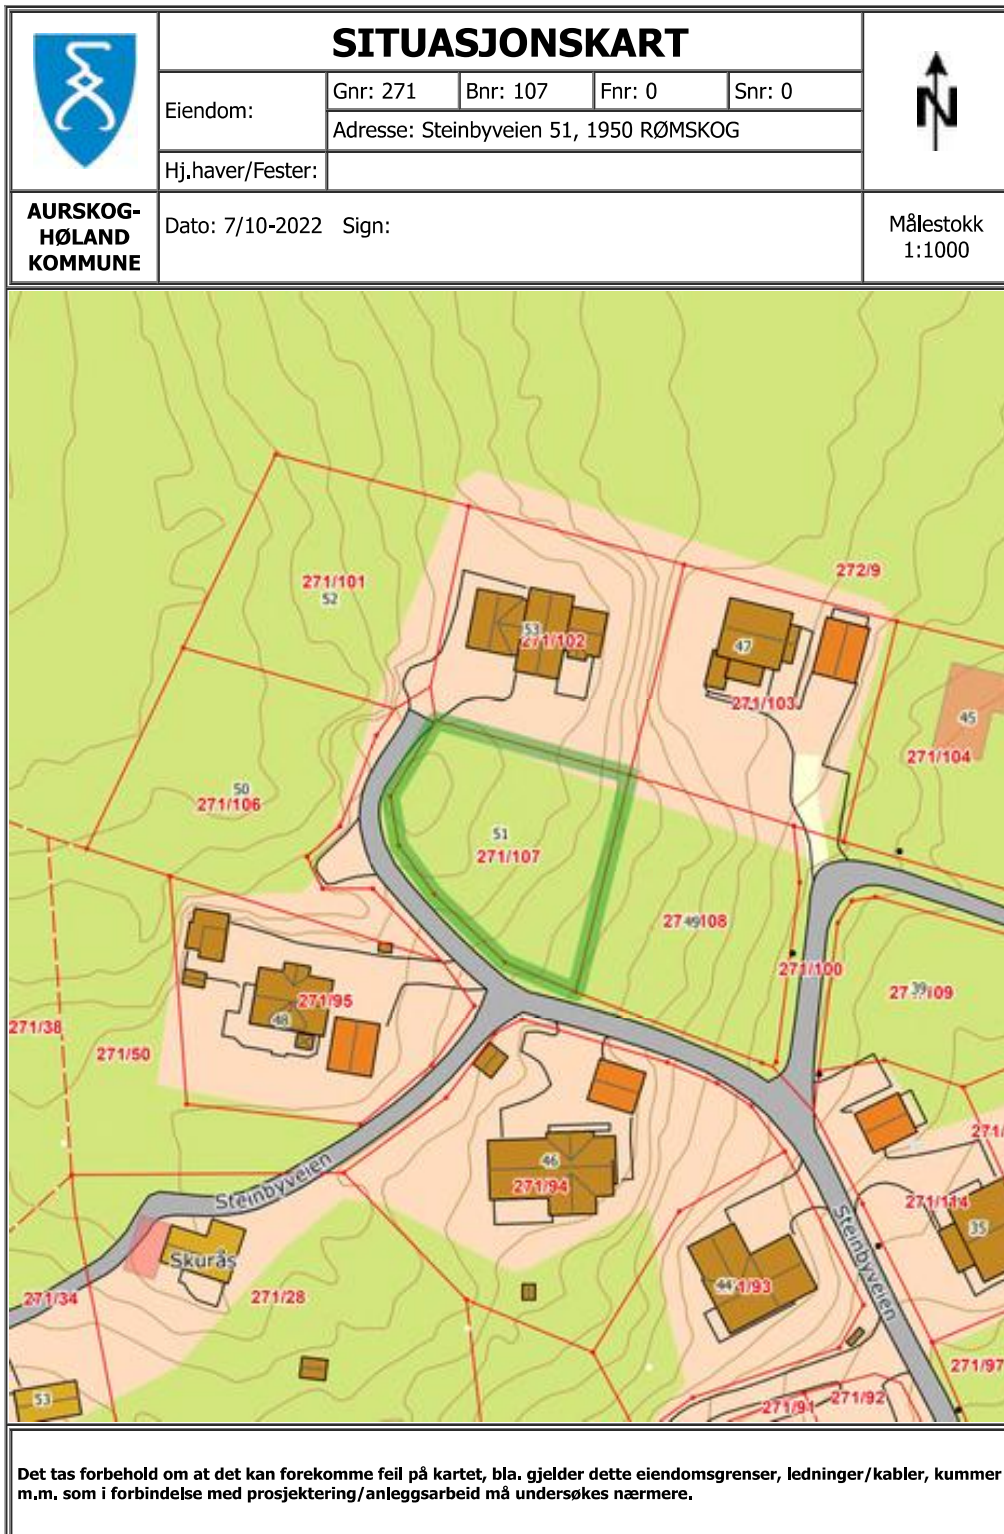 SITUASJONSKART
Eiendom:
Gnr: 271
Bnr: 107
Fnr: 0
Snr: 0
Adresse: Steinbyveien 51, 1950 RØMSKOG
N
Hj.haver/Fester:
AURSKOG-
HØLAND
KOMMUNE
Dato: 7/10-2022 Sign:
Målestokk
1:1000
272/9
271/101
52
53
271/102
47
271/103
45
271/104
50
271/106
51
271/107
49
271/100
39
271/95
48
271/38
271/50
46
271/94
271/
Steinbyveien
271/114
35
Skurås
Steinbyveien
44
271/34
271/28
271/97
53
271/91
271/92
Det tas forbehold om at det kan forekomme feil på kartet, bla. gjelder dette eiendomsgrenser, ledninger/kabler, kummer
m.m. som i forbindelse med prosjektering/anleggsarbeid må undersøkes nærmere.